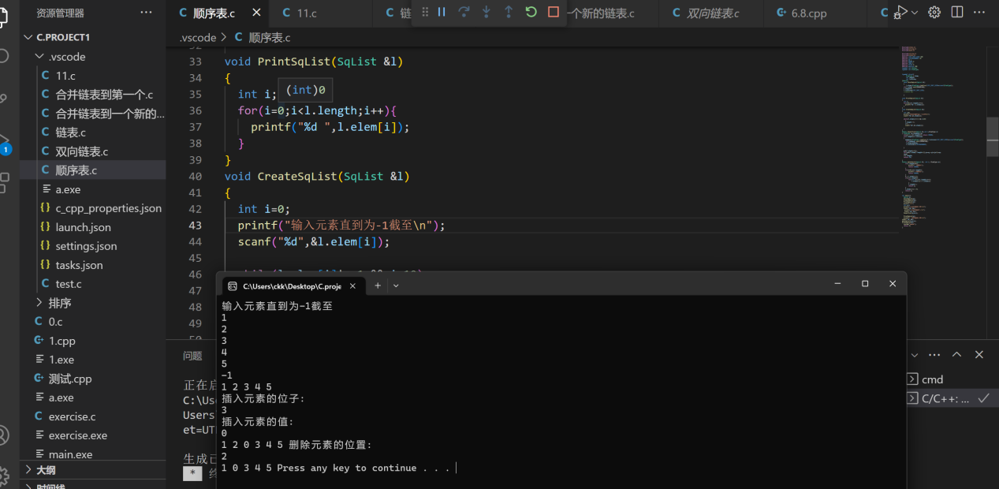 资源管理器
C.PROJECT1
.vscode
11.c
合并链表到第一个.c
合并链表到一个新的...
链表.c
双向链表.c
顺序表.c
a.exe
c_cpp_properties.json
launch.json
settings.json
tasks.json
test.c
排序
0.c
1.cpp
1.exe
测试.cpp
a.exe
exercise.c
exercise.exe
main.exe
大纲
时间线
1
顺序表.c 11.c 链 一个新的链表.c 双向链表.c 6.8.cpp
.vscode > 顺序表.c
33 void PrintSqList(SqList &l)
34 {
35 int i; (int)0
36 for(i=0;i<l.length;i++){
37 printf("%d ",l.elem[i]);
38 }
39 }
40 void CreateSqList(SqList &l)
41 {
42 int i=0;
43 printf("输入元素直到为-1截至\n");
44 scanf("%d",&l.elem[i]);
45
46
47
48
49
问题
正在启
C:\Us
Users
et=UT
生成已
* 终
cmd
C/C++: ...
C:\Users\ckk\Desktop\C.proje
输入元素直到为-1截至
1
2
3
4
5
-1
1 2 3 4 5
插入元素的位子:
3
插入元素的值:
0
1 2 0 3 4 5 删除元素的位置:
2
1 0 3 4 5 Press any key to continue . . .